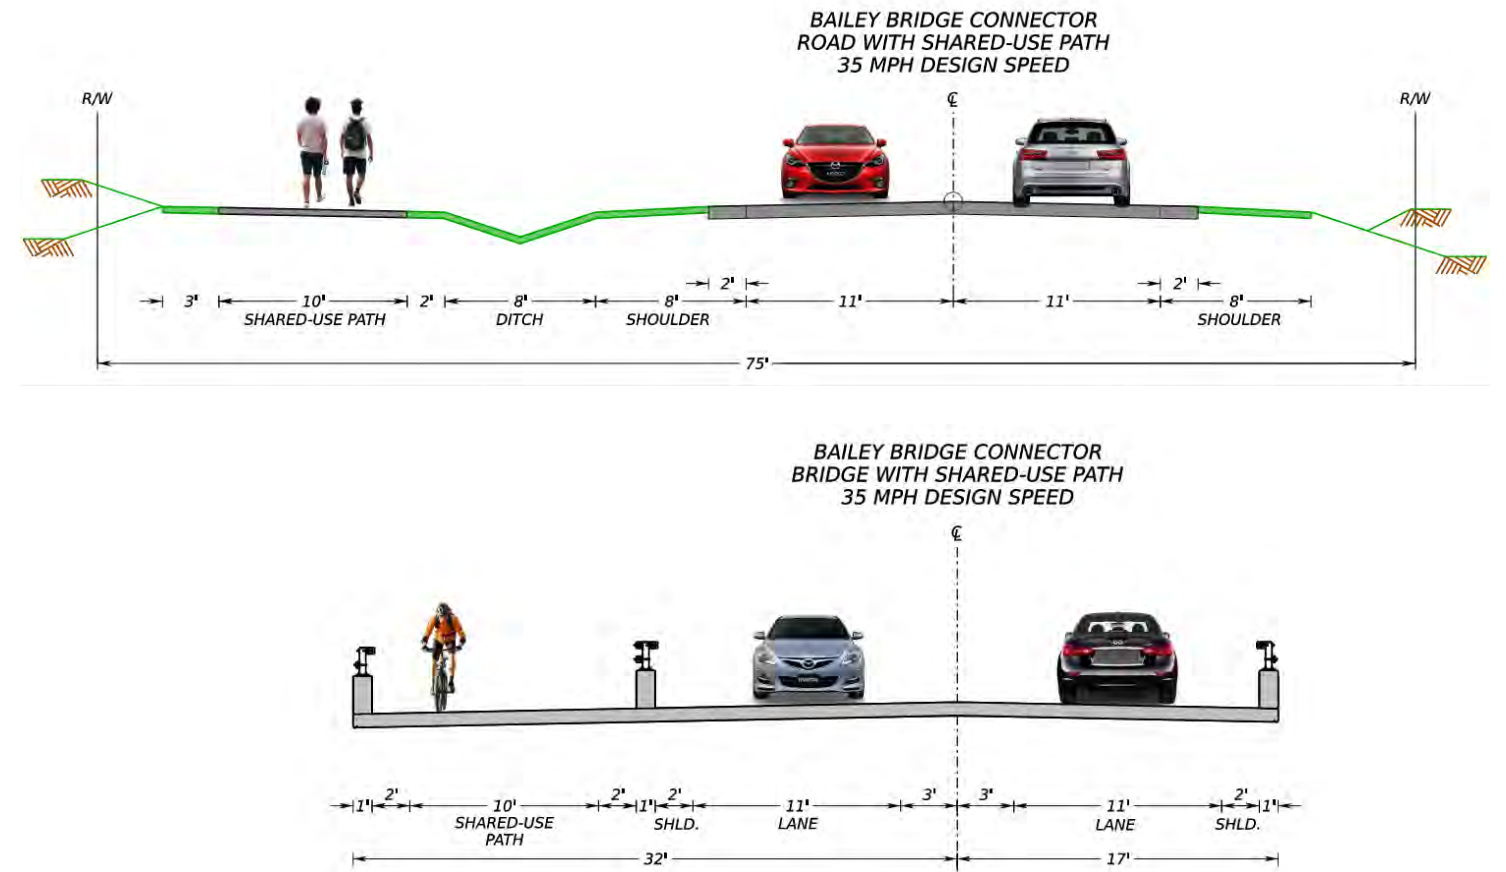 BAILEY BRIDGE CONNECTOR
ROAD WITH SHARED-USE PATH
35 MPH DESIGN SPEED
R/W ℄ R/W
2' 2'
3' 10' 2' 8' 8' 11' 11' 8'
SHARED-USE PATH DITCH SHOULDER SHOULDER
75'
BAILEY BRIDGE CONNECTOR
BRIDGE WITH SHARED-USE PATH
35 MPH DESIGN SPEED
℄
1' 2' 10' 2' 1' 2' 11' 3' 3' 11' 2' 1'
SHARED-USE SHLD. LANE LANE SHLD.
PATH
32' 17'